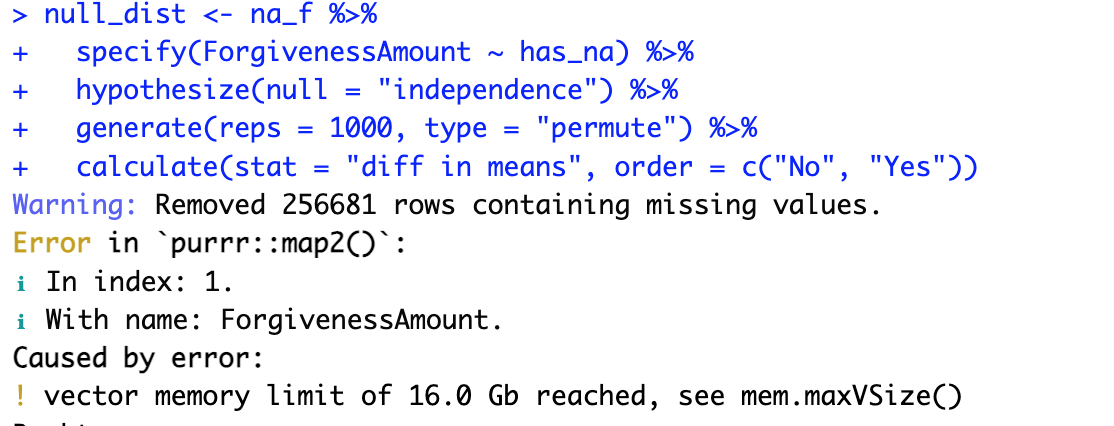 > null_dist <- na_f %>%
+   specify(ForgivenessAmount ~ has_na) %>%
+   hypothesize(null = "independence") %>%
+   generate(reps = 1000, type = "permute") %>%
+   calculate(stat = "diff in means", order = c("No", "Yes"))
Warning: Removed 256681 rows containing missing values.
Error in `purrr::map2()`:
ℹ In index: 1.
ℹ With name: ForgivenessAmount.
Caused by error:
! vector memory limit of 16.0 Gb reached, see mem.maxVSize()